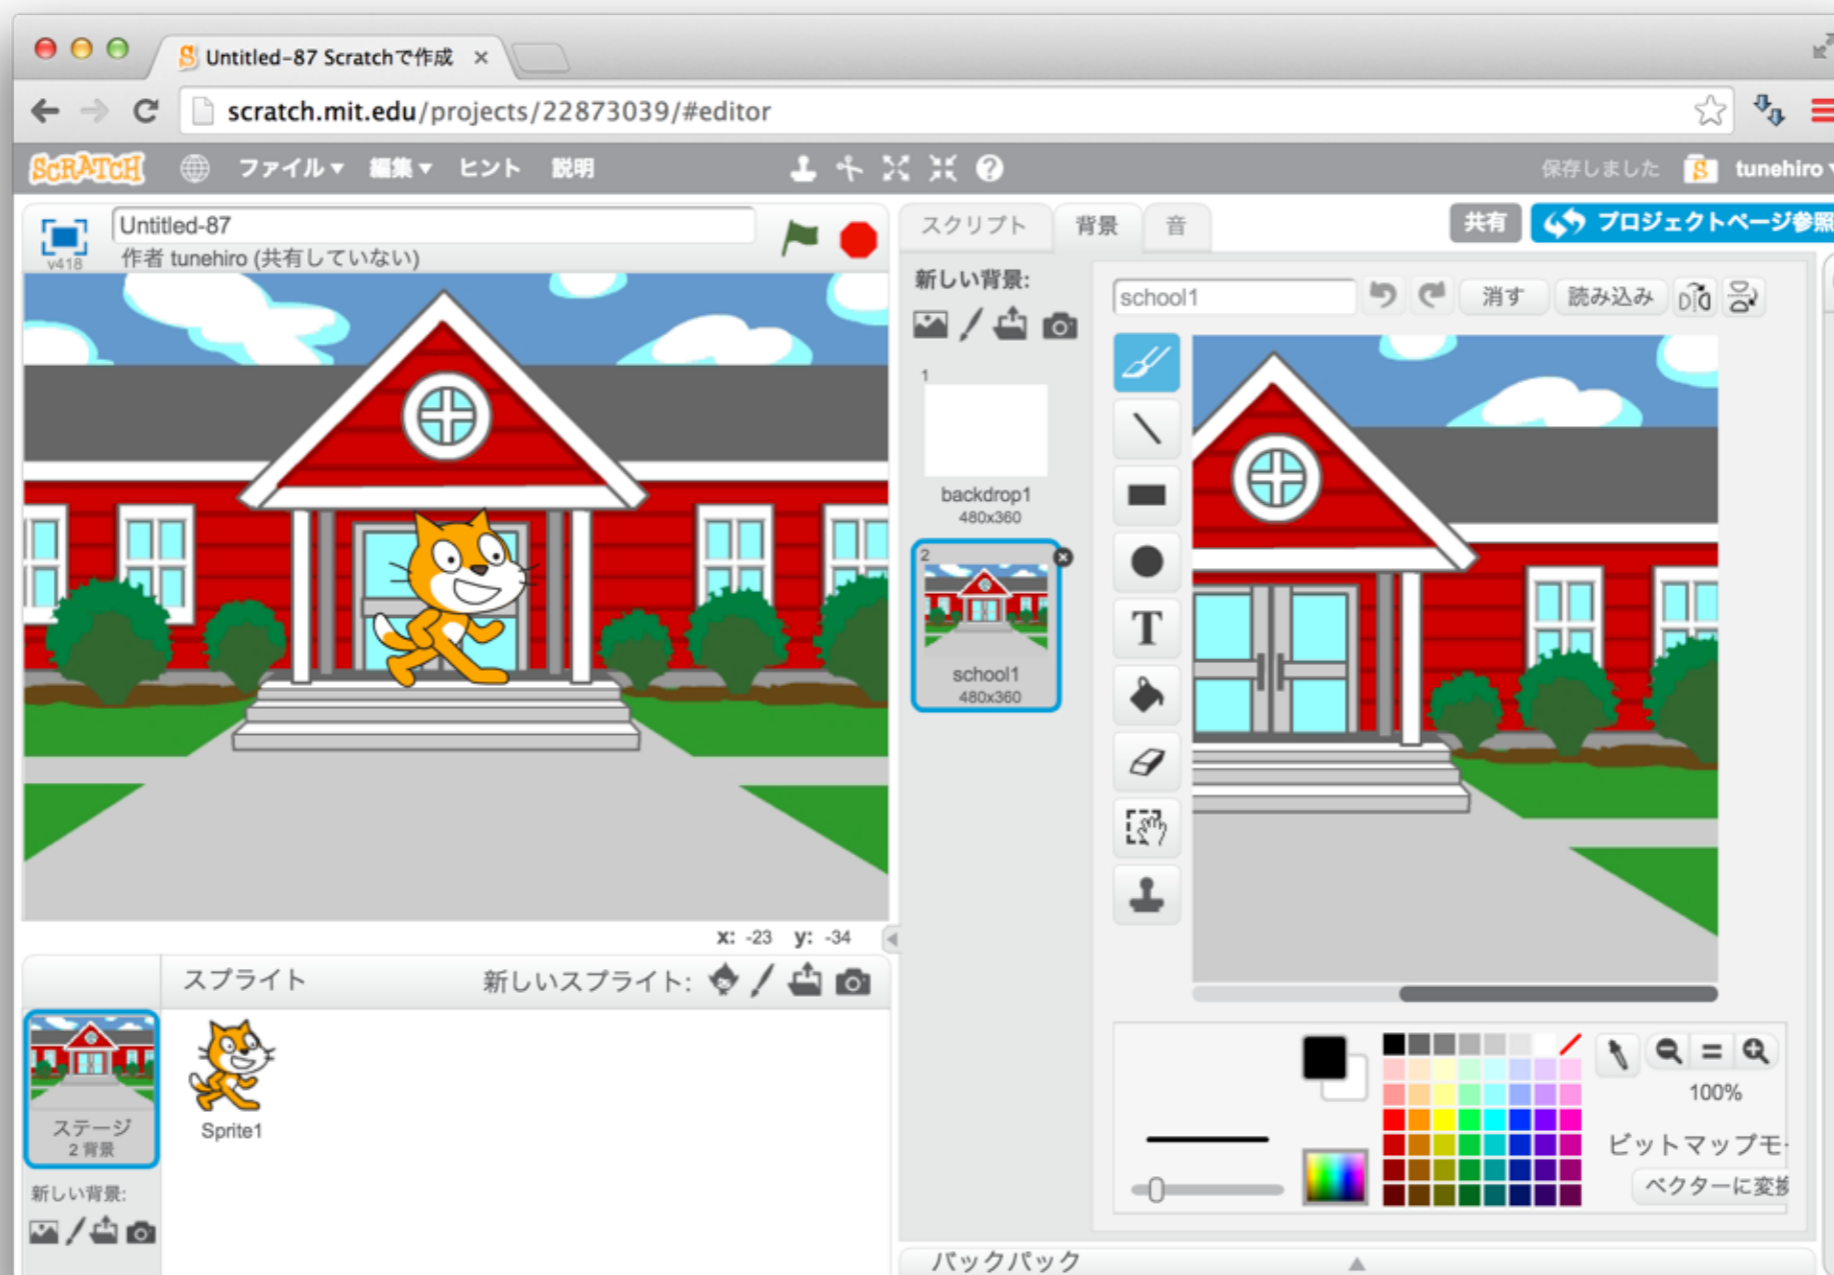 Untitled-87 Scratchで作成
scratch.mit.edu/projects/22873039/#editor
SCRATCH ファイル 編集 ヒント 説明 保存しました tunehiro
v418
Untitled-87
作者 tunehiro (共有していない)
スクリプト 背景 音 共有 プロジェクトページ参照
新しい背景:
school1 消す 読み込み
1
backdrop1
480x360
2
school1
480x360
T
x: -23 y: -34
スプライト 新しいスプライト:
ステージ
2 背景
新しい背景:
Sprite1
100%
ビットマップモー
ベクターに変換
バックパック